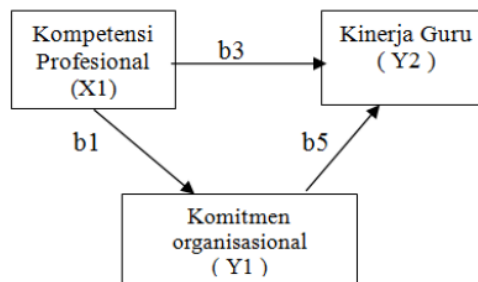 Kompetensi
Profesional
(X1)
b3
Kinerja Guru
( Y2 )
b1
b5
Komitmen
organisasional
( Y1 )